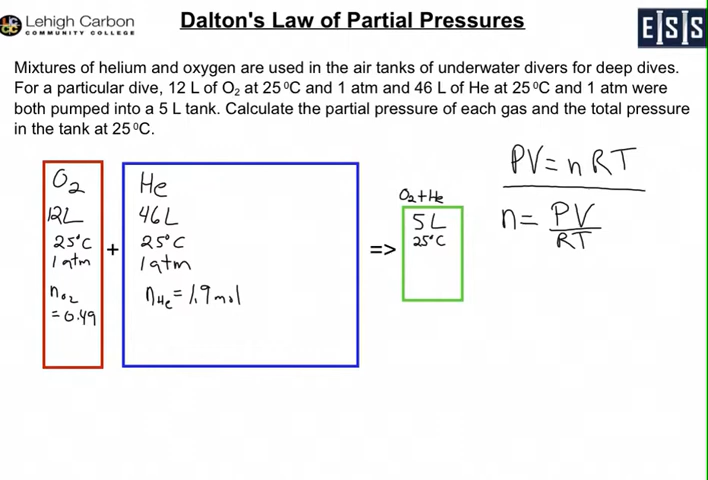 Lehigh Carbon
COMMUNITY COLLEGE
Dalton's Law of Partial Pressures
E|S|S
Mixtures of helium and oxygen are used in the air tanks of underwater divers for deep dives.
For a particular dive, 12 L of O₂ at 25 ⁰C and 1 atm and 46 L of He at 25 ⁰C and 1 atm were
both pumped into a 5 L tank. Calculate the partial pressure of each gas and the total pressure
in the tank at 25 ⁰C.
O₂
12L
25°C
1 atm
n O₂
= 0.49
+
He
46L
25°C
1 atm
n He = 1.9 mol
=>
O₂ + He
5L
25°C
PV = nRT
n = PV
RT